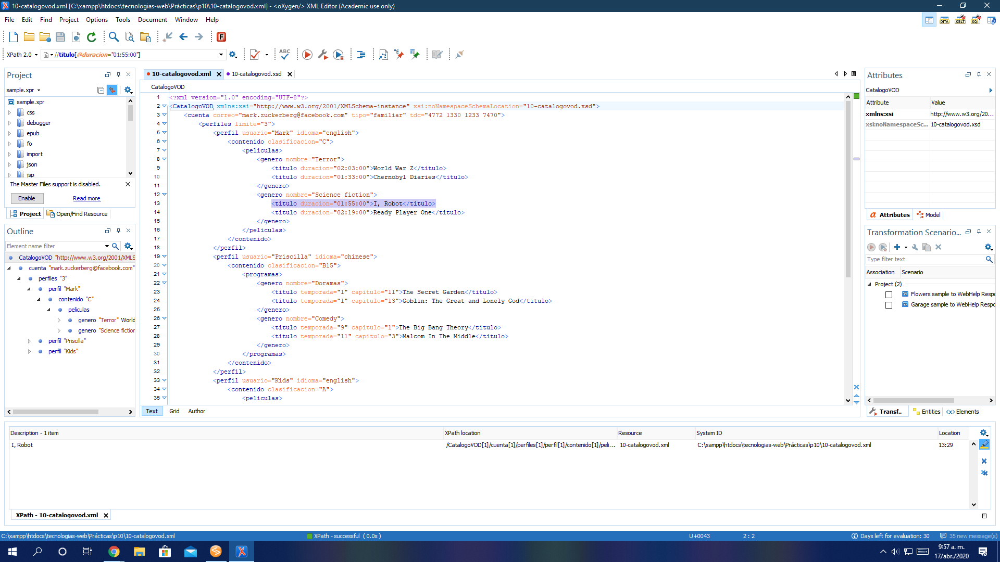 10-catalogovod.xml [C:\xampp\htdocs\tecnologias-web\Prácticas\p10\10-catalogovod.xml] - <oXygen/> XML Editor (Academic use only)
File Edit Find Project Options Tools Document Window Help
DITA XSLT XQ
XPath 2.0 //titulo[@duracion="01:55:00"] ABC
Project
sample.xpr
sample.xpr
css
debugger
epub
fo
import
json
jsp
The Master Files support is disabled.
Enable Read more
Project Open/Find Resource
Outline
Element name filter
CatalogoVOD "http://www.w3.org/2001/XMLS
cuenta "mark.zuckerberg@facebook.com"
perfiles "3"
perfil "Mark"
contenido "C"
peliculas
genero "Terror" World
genero "Science fiction
perfil "Priscilla"
perfil "Kids"
10-catalogovod.xml 10-catalogovod.xsd
CatalogoVOD
1 <?xml version="1.0" encoding="UTF-8"?>
2 <CatalogoVOD xmlns:xsi="http://www.w3.org/2001/XMLSchema-instance" xsi:noNamespaceSchemaLocation="10-catalogovod.xsd">
3 <cuenta correo="mark.zuckerberg@facebook.com" tipo="familiar" tdc="4772 1330 1233 7470">
4 <perfiles limite="3">
5 <perfil usuario="Mark" idioma="english">
6 <contenido clasificacion="C">
7 <peliculas>
8 <genero nombre="Terror">
9 <titulo duracion="02:03:00">World War Z</titulo>
10 <titulo duracion="01:33:00">Chernobyl Diaries</titulo>
11 </genero>
12 <genero nombre="Science fiction">
13 <titulo duracion="01:55:00">I, Robot</titulo>
14 <titulo duracion="02:19:00">Ready Player One</titulo>
15 </genero>
16 </peliculas>
17 </contenido>
18 </perfil>
19 <perfil usuario="Priscilla" idioma="chinese">
20 <contenido clasificacion="B15">
21 <programas>
22 <genero nombre="Doramas">
23 <titulo temporada="1" capitulo="11">The Secret Garden</titulo>
24 <titulo temporada="1" capitulo="13">Goblin: The Great and Lonely God</titulo>
25 </genero>
26 <genero nombre="Comedy">
27 <titulo temporada="9" capitulo="1">The Big Bang Theory</titulo>
28 <titulo temporada="11" capitulo="3">Malcom In The Middle</titulo>
29 </genero>
30 </programas>
31 </contenido>
32 </perfil>
33 <perfil usuario="Kids" idioma="english">
34 <contenido clasificacion="A">
35 <peliculas>
Text Grid Author
Attributes
CatalogoVOD
Attribute Value
xmlns:xsi http://www.w3.org/20...
xsi:noNamespaceSc... 10-catalogovod.xsd
Attributes Model
Transformation Scenario...
Type filter text
Association Scenario
Project (2)
Flowers sample to WebHelp Respo
Garage sample to WebHelp Respo
Transf.. Entities Elements
Description - 1 item XPath location Resource System ID Location
I, Robot /CatalogoVOD[1]/cuenta[1]/perfiles[1]/perfil[1]/contenido[1]/peli... 10-catalogovod.xml C:\xampp\htdocs\tecnologias-web\Prácticas\p10\10-catalogovod.xml 13:29
XPath - 10-catalogovod.xml
C:\xampp\htdocs\tecnologias-web\Prácticas\p10\10-catalogovod.xml XPath - successful (0.0s) U+0043 2 : 2 Days left for evaluation: 30 35 new message(s)
9:57 a. m.
17/abr./2020